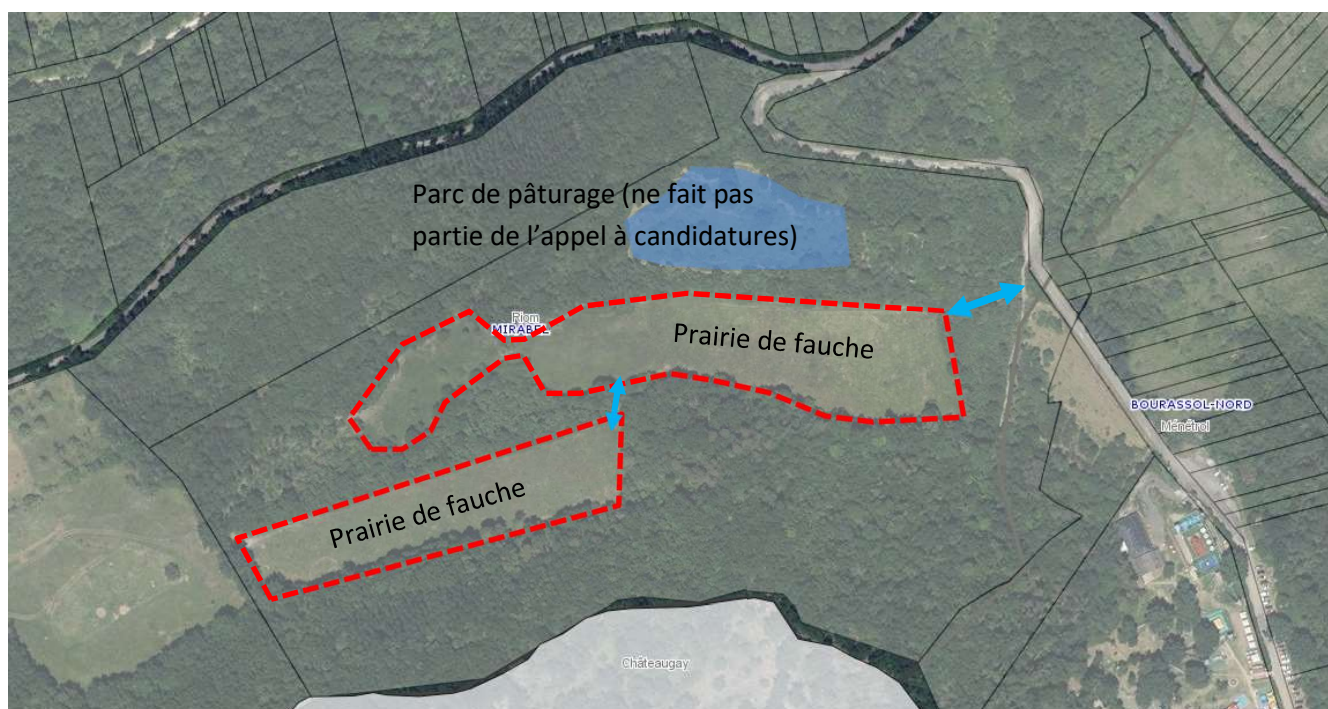 Parc de pâturage (ne fait pas
partie de l’appel à candidatures)
Riom
MIRABEL
Prairie de fauche
BOURASSOL-NORD
Ménétrol
Prairie de fauche
Châteaugay